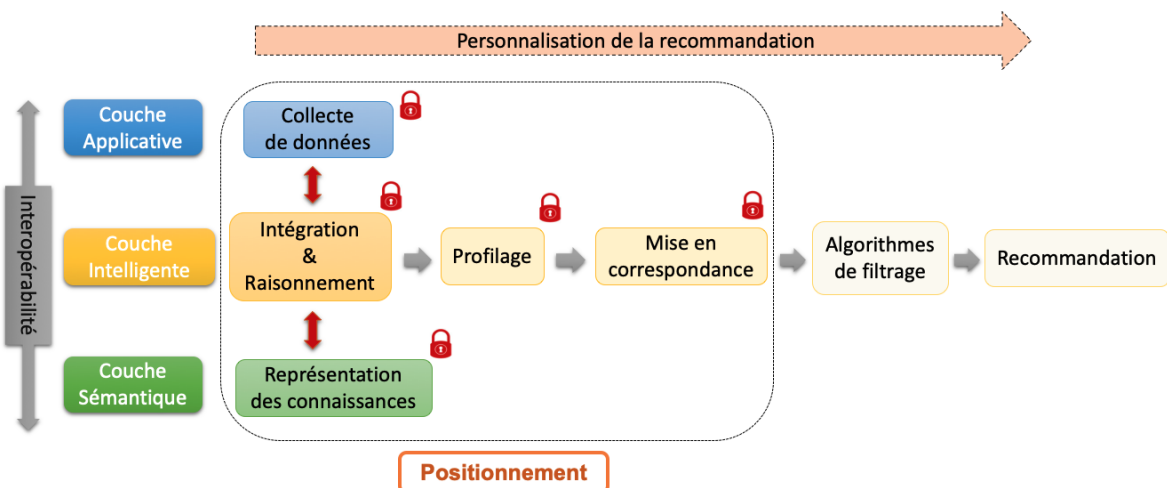 Personnalisation de la recommandation
Interopérabilité
Couche
Applicative
Collecte
de données
Couche
Intelligente
Intégration
&
Raisonnement
Profilage
Mise en
correspondance
Algorithmes
de filtrage
Recommandation
Couche
Sémantique
Représentation
des connaissances
Positionnement